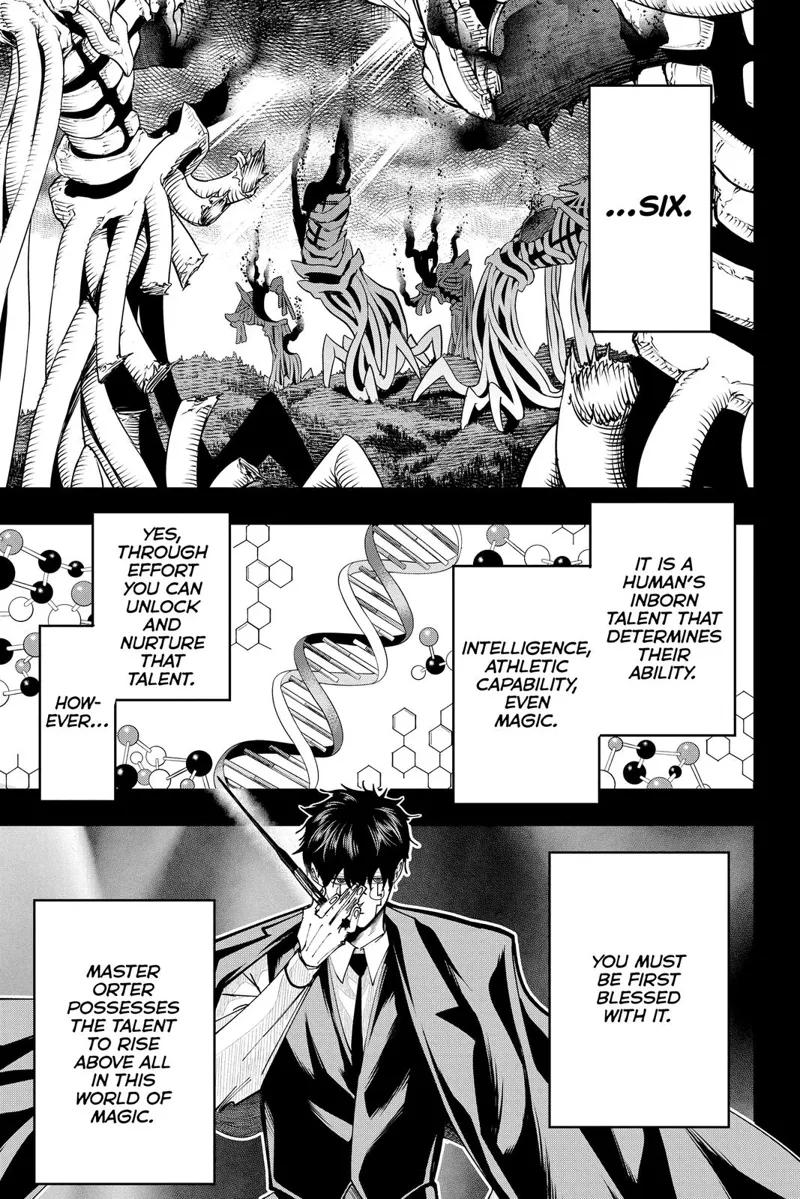 ...SIX.
IT IS A
HUMAN'S
INBORN
TALENT THAT
DETERMINES
THEIR
ABILITY.
INTELLIGENCE,
ATHLETIC
CAPABILITY,
EVEN
MAGIC.
YES,
THROUGH
EFFORT
YOU CAN
UNLOCK
AND
NURTURE
THAT
TALENT.
HOW-
EVER...
YOU MUST
BE FIRST
BLESSED
WITH IT.
MASTER
ORTER
POSSESSES
THE TALENT
TO RISE
ABOVE ALL
IN THIS
WORLD OF
MAGIC.